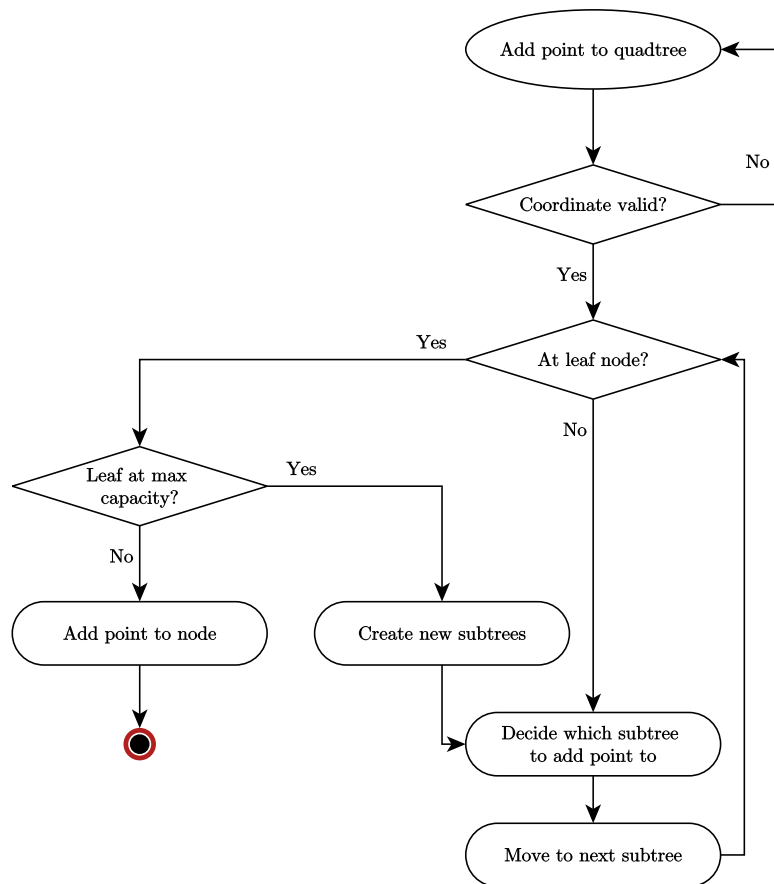 Add point to quadtree
No
Coordinate valid?
Yes
Yes
At leaf node?
No
Leaf at max
capacity?
Yes
No
Add point to node
Create new subtrees
Decide which subtree
to add point to
Move to next subtree